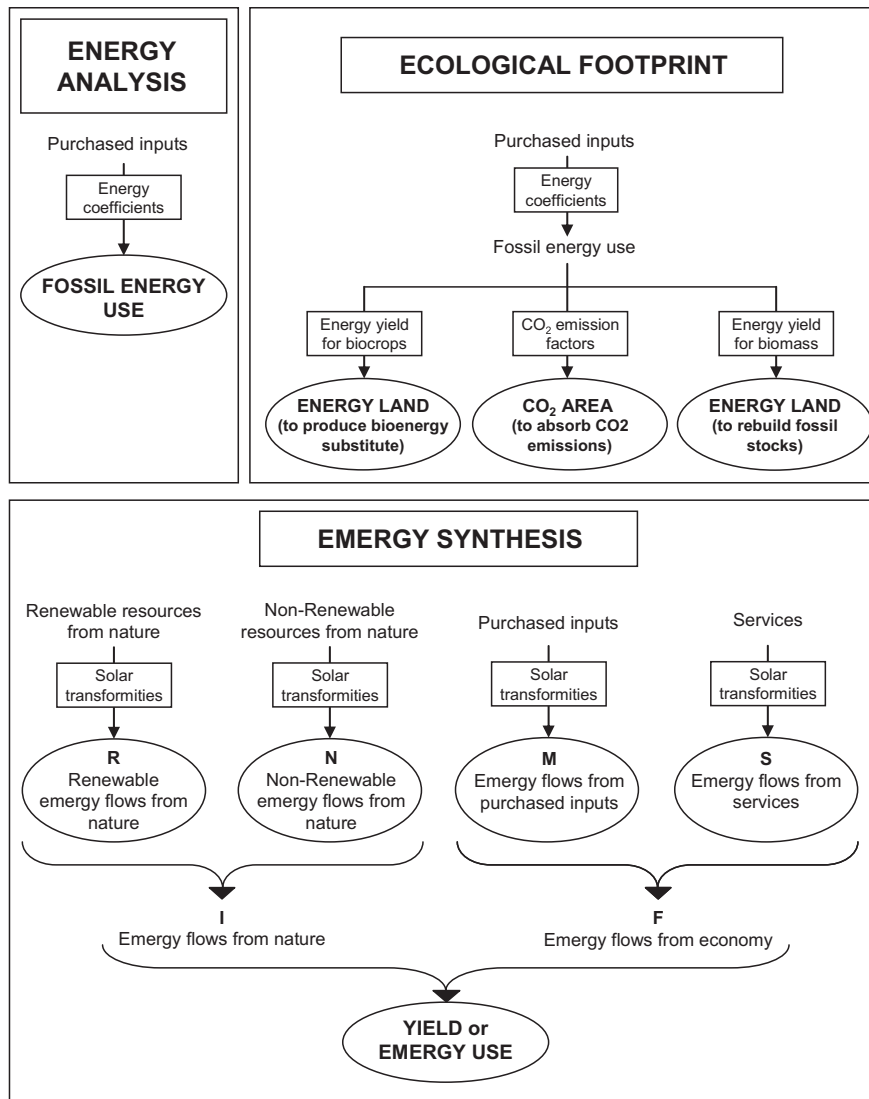 ENERGY
ANALYSIS
Purchased inputs
Energy
coefficients
FOSSIL ENERGY
USE
ECOLOGICAL FOOTPRINT
Purchased inputs
Energy
coefficients
Fossil energy use
Energy yield
for biocrops
CO₂ emission
factors
Energy yield
for biomass
ENERGY LAND
(to produce bioenergy
substitute)
CO₂ AREA
(to absorb CO2
emissions)
ENERGY LAND
(to rebuild fossil
stocks)
EMERGY SYNTHESIS
Renewable resources
from nature
Non-Renewable
resources from nature
Purchased inputs
Services
Solar
transformities
Solar
transformities
Solar
transformities
Solar
transformities
R
Renewable
emergy flows from
nature
N
Non-Renewable
emergy flows from
nature
M
Emergy flows from
purchased inputs
S
Emergy flows from
services
I
Emergy flows from nature
F
Emergy flows from economy
YIELD or
EMERGY USE